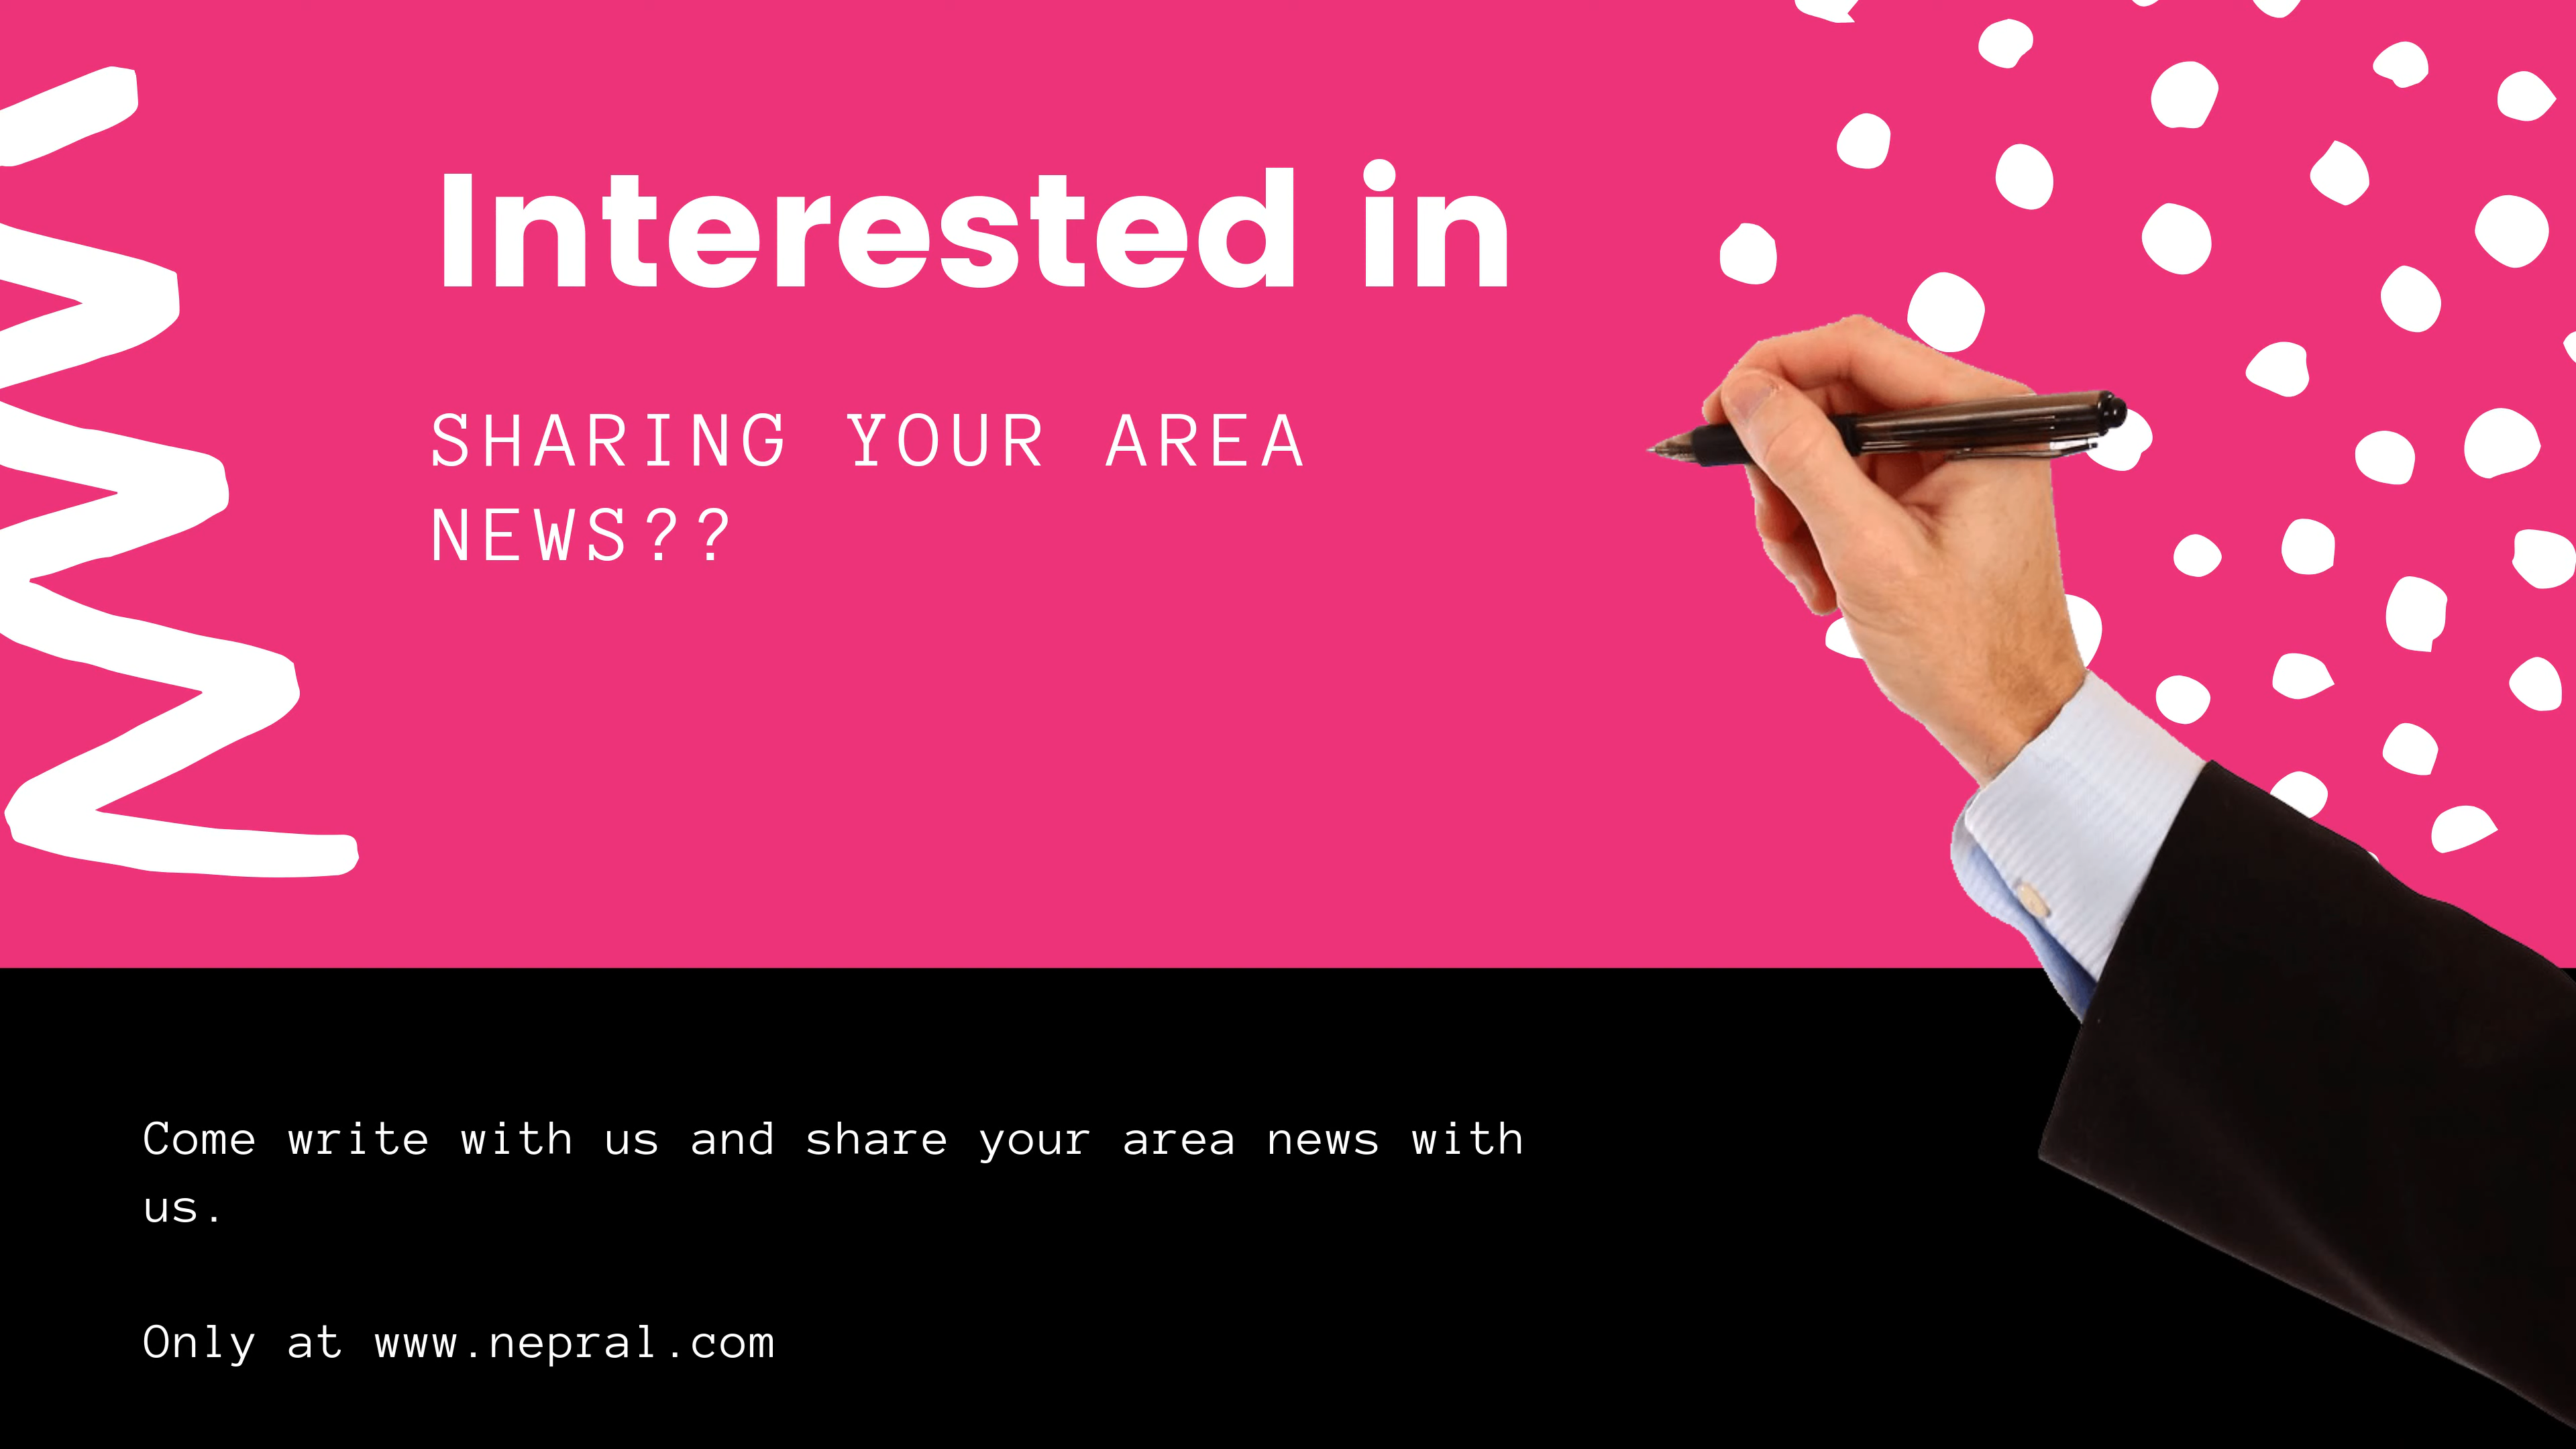 Interested in
SHARING YOUR AREA
NEWS??
Come write with us and share your area news with
us.
Only at www.nepral.com